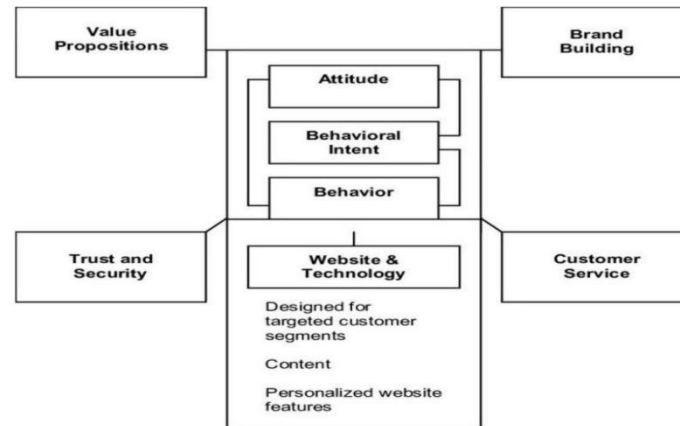 Value
Propositions
Brand
Building
Attitude
Behavioral
Intent
Behavior
Trust and
Security
Website &
Technology
Customer
Service
Designed for
targeted customer
segments
Content
Personalized website
features